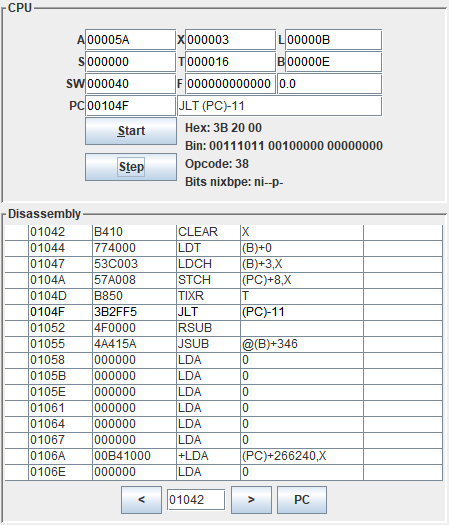 CPU
A 00005A X 000003 L 00000B
S 000000 T 000016 B 00000E
SW 000040 F 000000000000 0.0
PC 00104F JLT (PC)-11
Start Hex: 3B 20 00
Bin: 00111011 00100000 00000000
Step Opcode: 38
Bits nixbpe: ni--p-
Disassembly
01042 B410 CLEAR X
01044 774000 LDT (B)+0
01047 53C003 LDCH (B)+3,X
0104A 57A008 STCH (PC)+8,X
0104D B850 TIXR T
0104F 3B2FF5 JLT (PC)-11
01052 4F0000 RSUB
01055 4A415A JSUB @(B)+346
01058 000000 LDA 0
0105B 000000 LDA 0
0105E 000000 LDA 0
01061 000000 LDA 0
01064 000000 LDA 0
01067 000000 LDA 0
0106A 00B41000 +LDA (PC)+266240,X
0106E 000000 LDA 0
< 01042 > PC